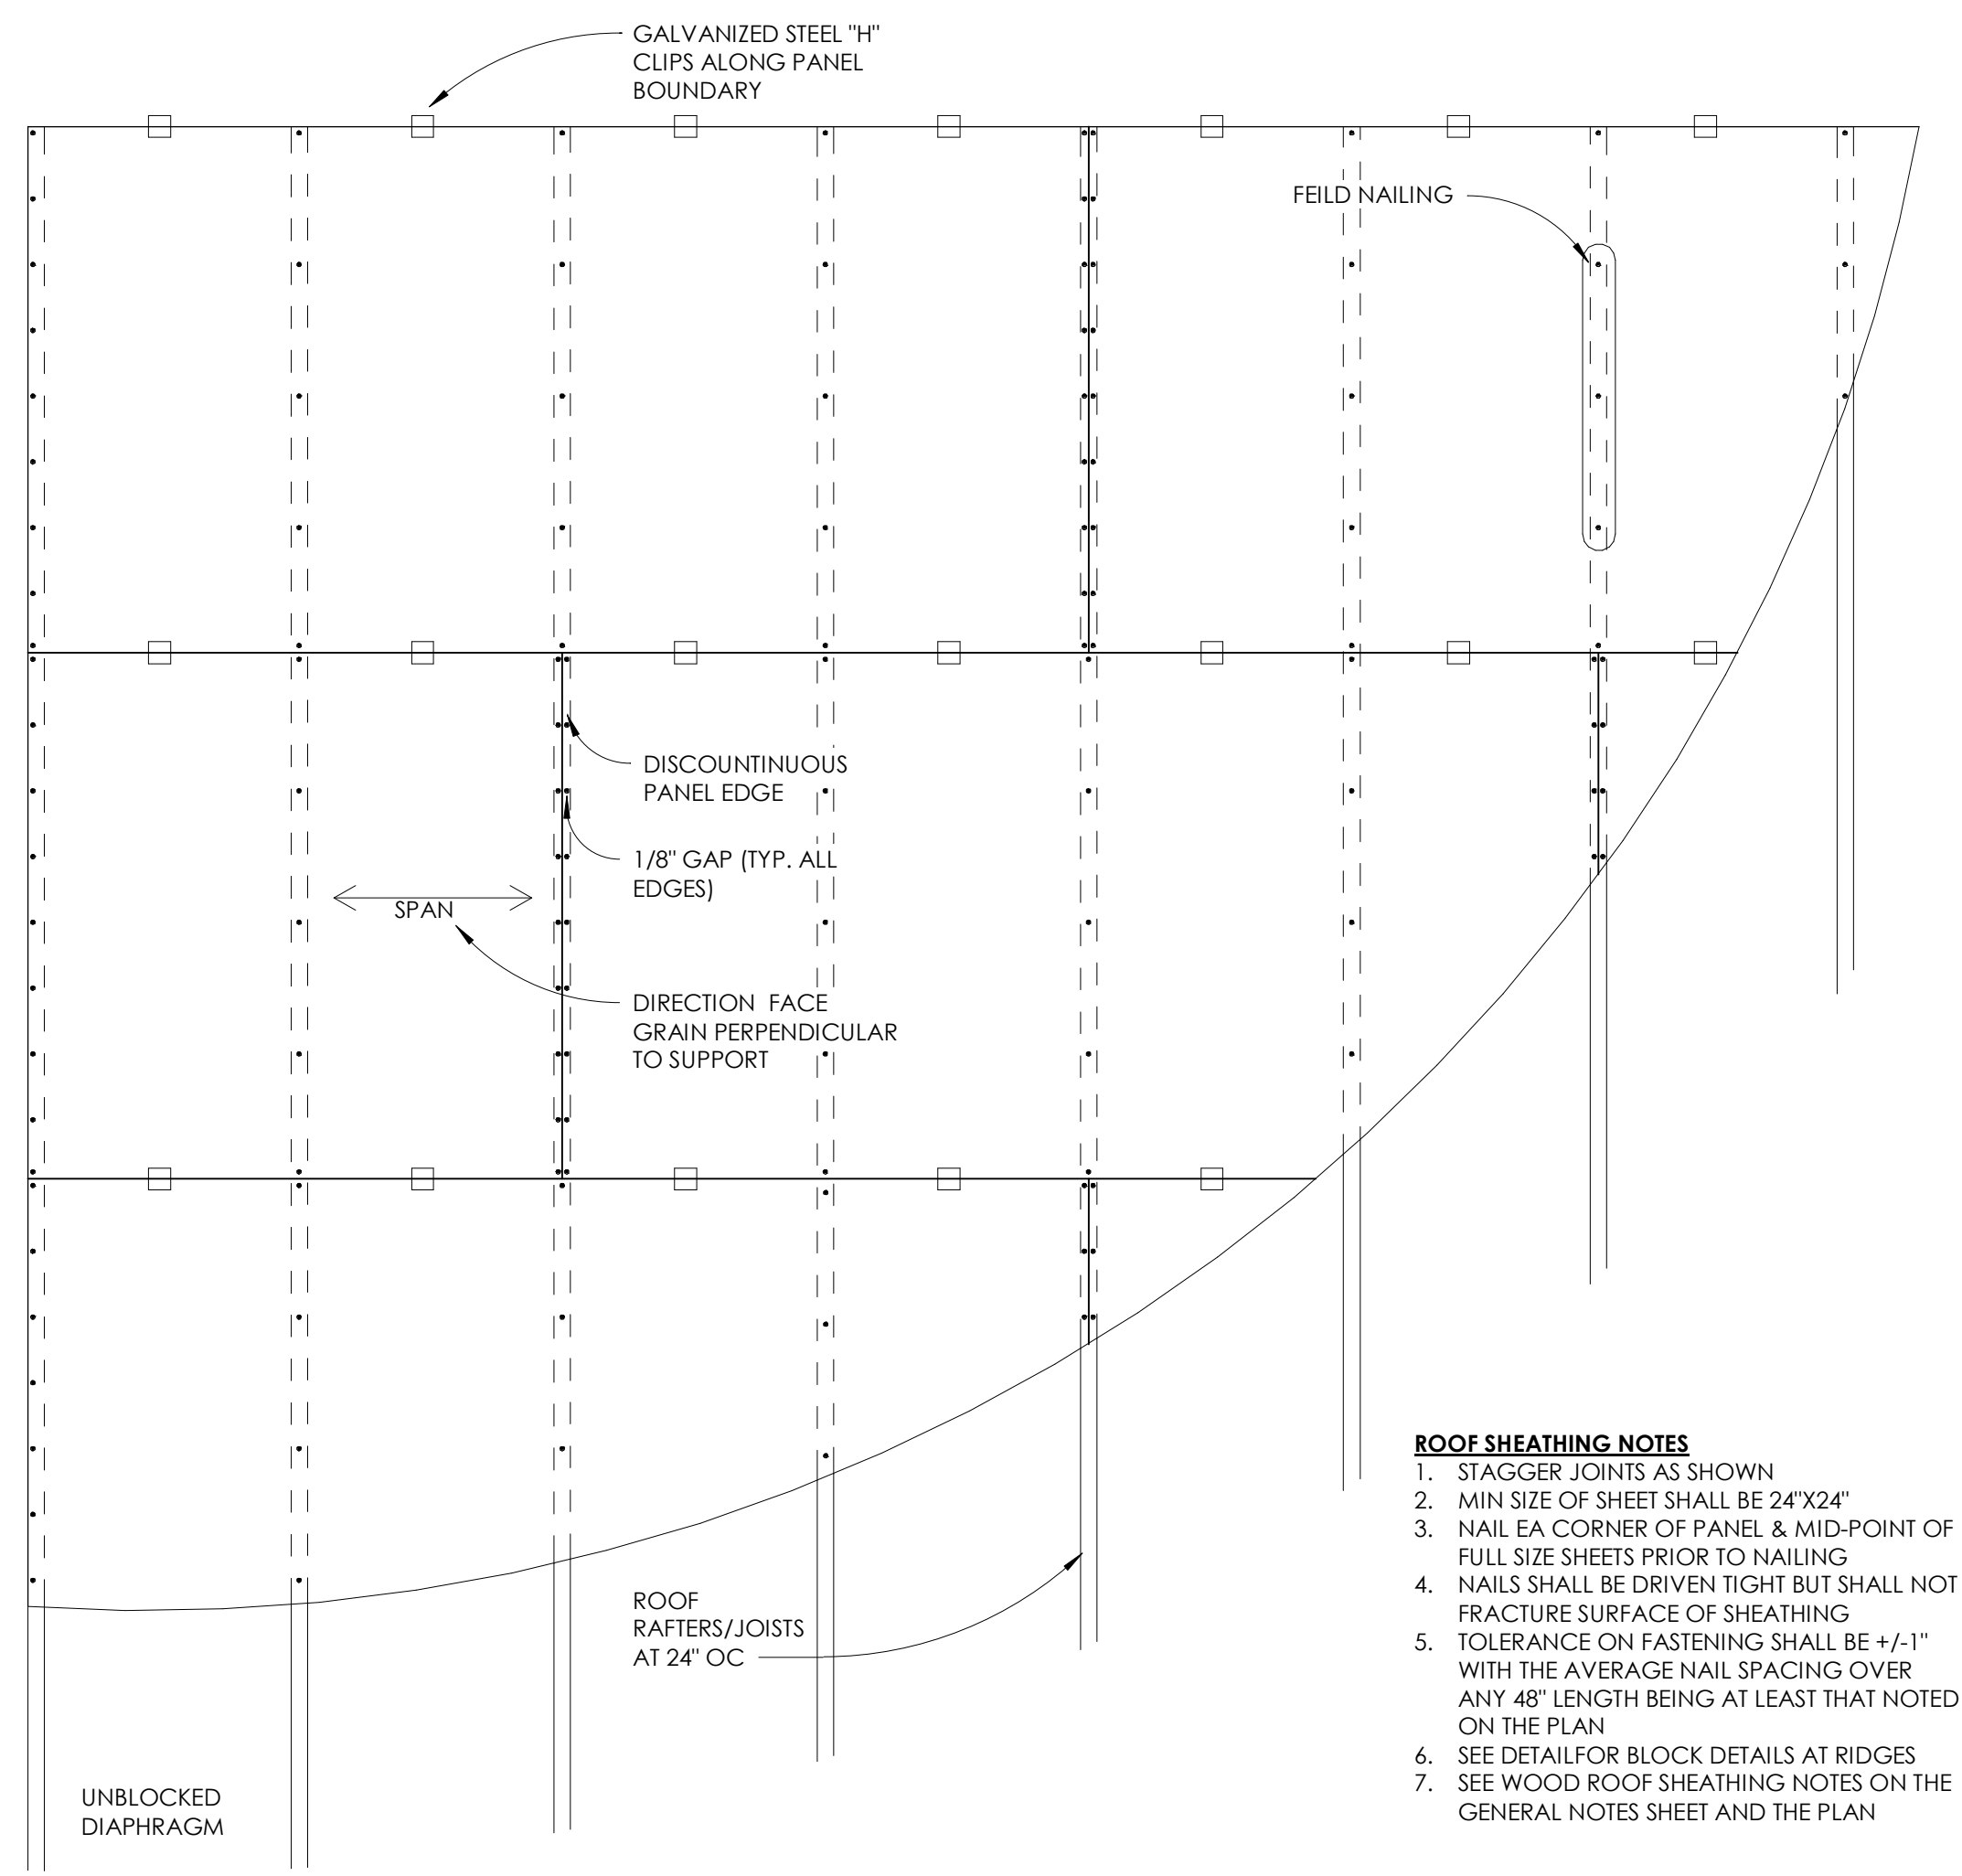 GALVANIZED STEEL "H"
CLIPS ALONG PANEL
BOUNDARY
FEILD NAILING
DISCOUNTINUOUS
PANEL EDGE
1/8" GAP (TYP. ALL
EDGES)
SPAN
DIRECTION FACE
GRAIN PERPENDICULAR
TO SUPPORT
ROOF
RAFTERS/JOISTS
AT 24" OC
UNBLOCKED
DIAPHRAGM
ROOF SHEATHING NOTES
1. STAGGER JOINTS AS SHOWN
2. MIN SIZE OF SHEET SHALL BE 24"X24"
3. NAIL EA CORNER OF PANEL & MID-POINT OF
FULL SIZE SHEETS PRIOR TO NAILING
4. NAILS SHALL BE DRIVEN TIGHT BUT SHALL NOT
FRACTURE SURFACE OF SHEATHING
5. TOLERANCE ON FASTENING SHALL BE +/-1"
WITH THE AVERAGE NAIL SPACING OVER
ANY 48" LENGTH BEING AT LEAST THAT NOTED
ON THE PLAN
6. SEE DETAILFOR BLOCK DETAILS AT RIDGES
7. SEE WOOD ROOF SHEATHING NOTES ON THE
GENERAL NOTES SHEET AND THE PLAN